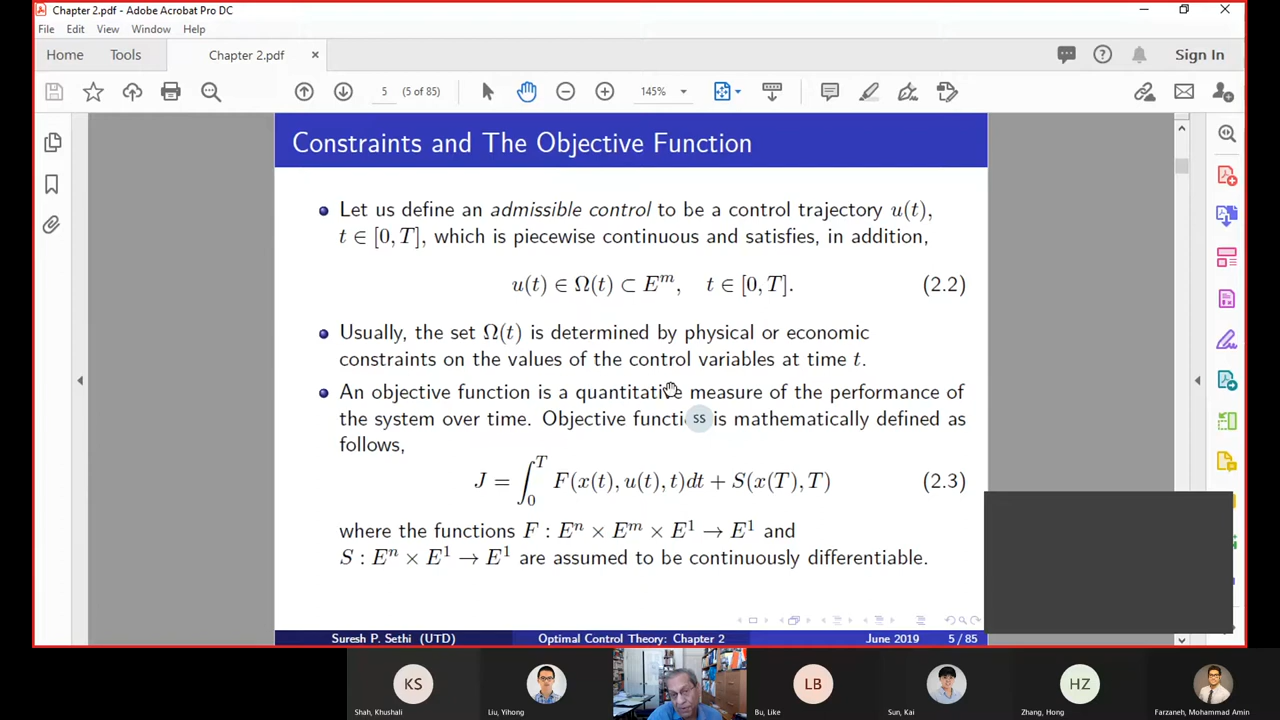 Chapter 2.pdf - Adobe Acrobat Pro DC
File Edit View Window Help
Home Tools Chapter 2.pdf × Sign In
5 (5 of 85) 145%
Constraints and The Objective Function
Let us define an admissible control to be a control trajectory u(t),
t ∈ [0, T], which is piecewise continuous and satisfies, in addition,
u(t) ∈ Ω(t) ⊂ E^m, t ∈ [0, T]. (2.2)
Usually, the set Ω(t) is determined by physical or economic
constraints on the values of the control variables at time t.
An objective function is a quantitative measure of the performance of
the system over time. Objective functi is mathematically defined as
SS
follows,
J = ∫_0^T F(x(t), u(t), t)dt + S(x(T), T) (2.3)
where the functions F : E^n × E^m × E^1 → E^1 and
S : E^n × E^1 → E^1 are assumed to be continuously differentiable.
Suresh P. Sethi (UTD) Optimal Control Theory: Chapter 2 June 2019 5 / 85
KS LB HZ
Shah, Khushali Liu, Yihong Bu, Like Sun, Kai Zhang, Hong Farzaneh, Mohammad Amin